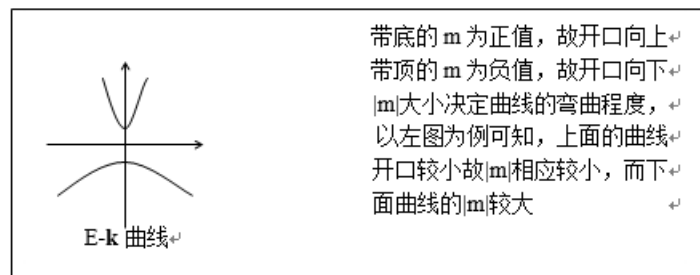 带底的 m 为正值，故开口向上
带顶的 m 为负值，故开口向下
|m|大小决定曲线的弯曲程度，
以左图为例可知，上面的曲线
开口较小故|m|相应较小，而下
面曲线的|m|较大
E-k 曲线